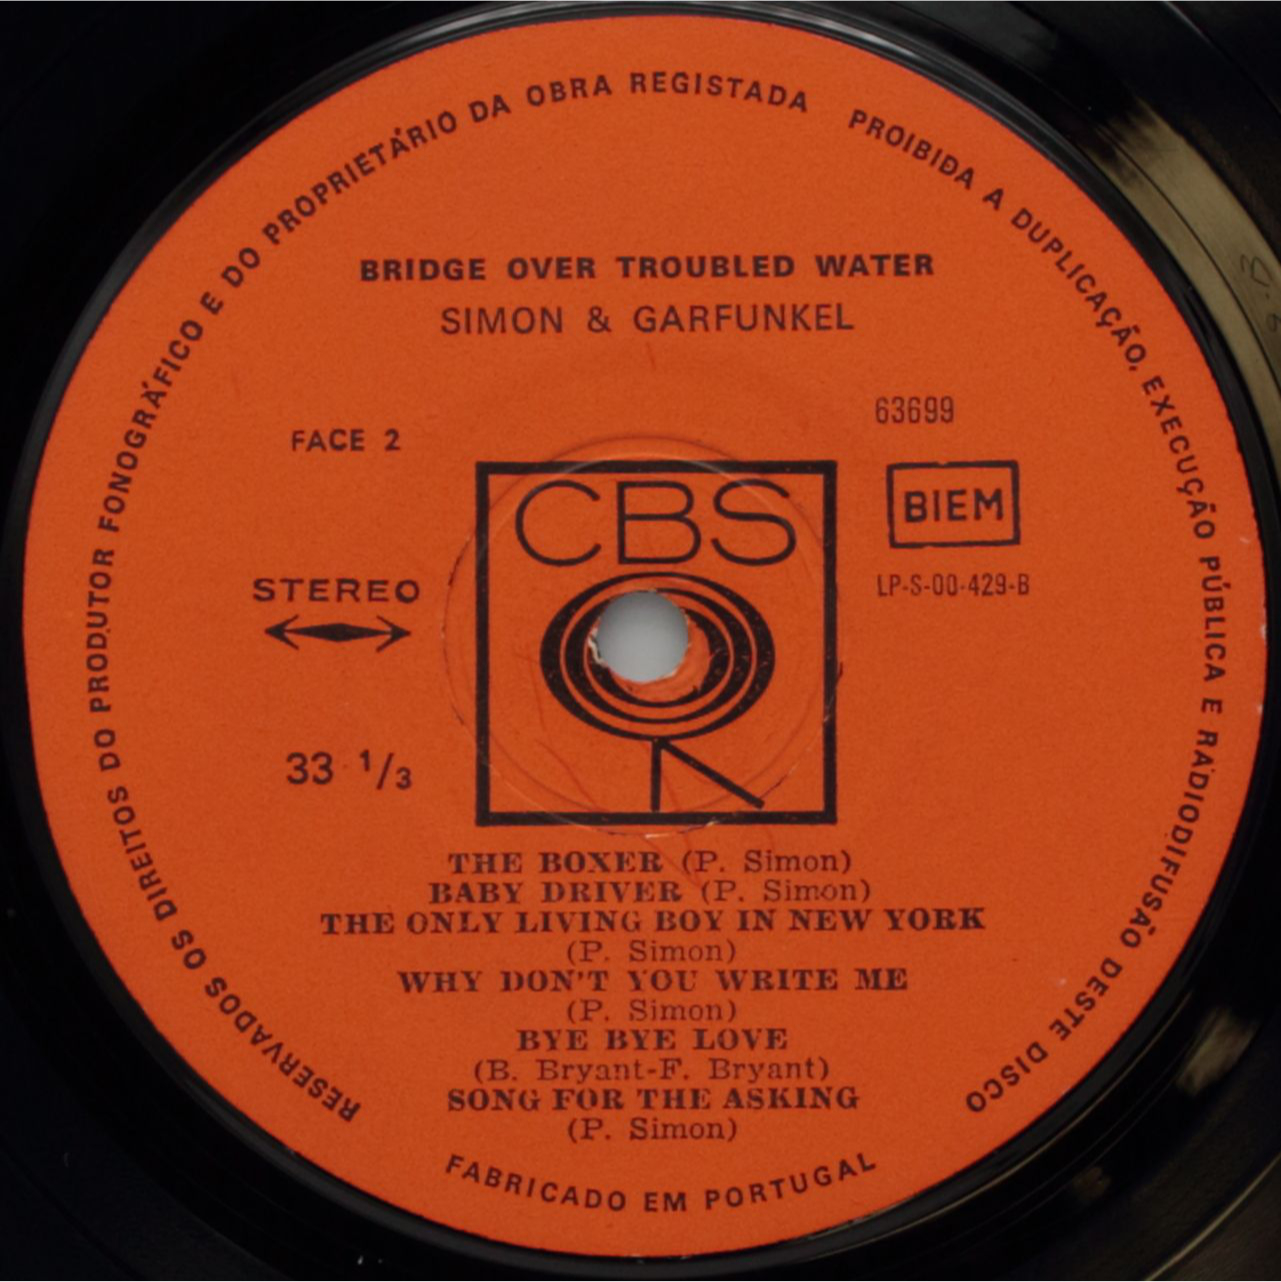 RESERVADOS OS DIREITOS DO PRODUTOR FONOGRÁFICO E DO PROPRIETÁRIO DA OBRA REGISTADA PROIBIDA A DUPLICAÇÃO, EXECUÇÃO PÚBLICA E RÁDIODIFUSÃO DESTE DISCO
BRIDGE OVER TROUBLED WATER
SIMON & GARFUNKEL
63699
FACE 2
CBS
BIEM
LP-S-00-429-B
STEREO
33 1/3
THE BOXER (P. Simon)
BABY DRIVER (P. Simon)
THE ONLY LIVING BOY IN NEW YORK
(P. Simon)
WHY DON'T YOU WRITE ME
(P. Simon)
BYE BYE LOVE
(B. Bryant-F. Bryant)
SONG FOR THE ASKING
(P. Simon)
FABRICADO EM PORTUGAL